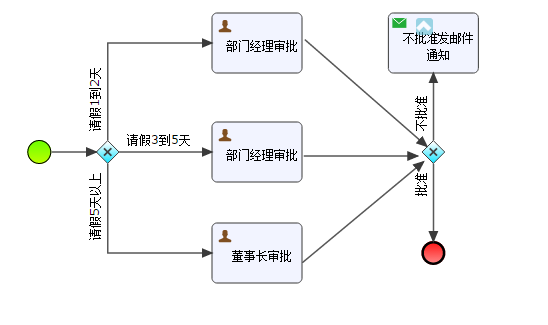 部门经理审批
不批准发邮件
通知
请假1到2天
不批准
请假3到5天
部门经理审批
请假5天以上
批准
董事长审批